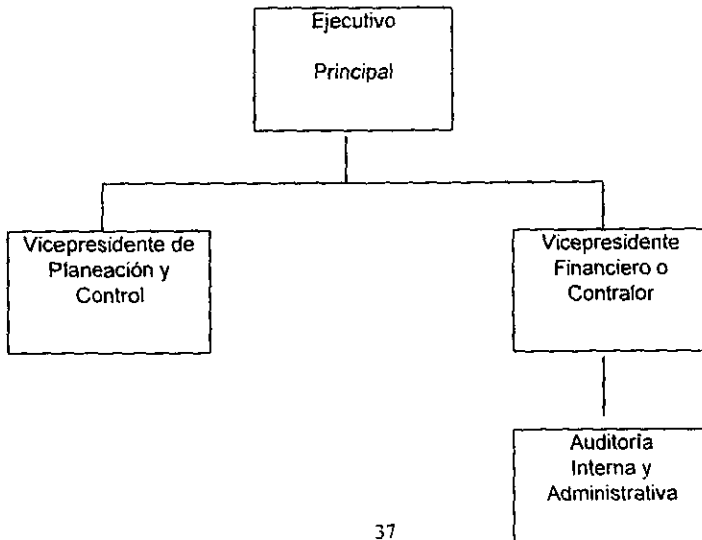 Ejecutivo
Principal
Vicepresidente de
Planeación y
Control
Vicepresidente
Financiero o
Contralor
Auditoría
Interna y
Administrativa
37